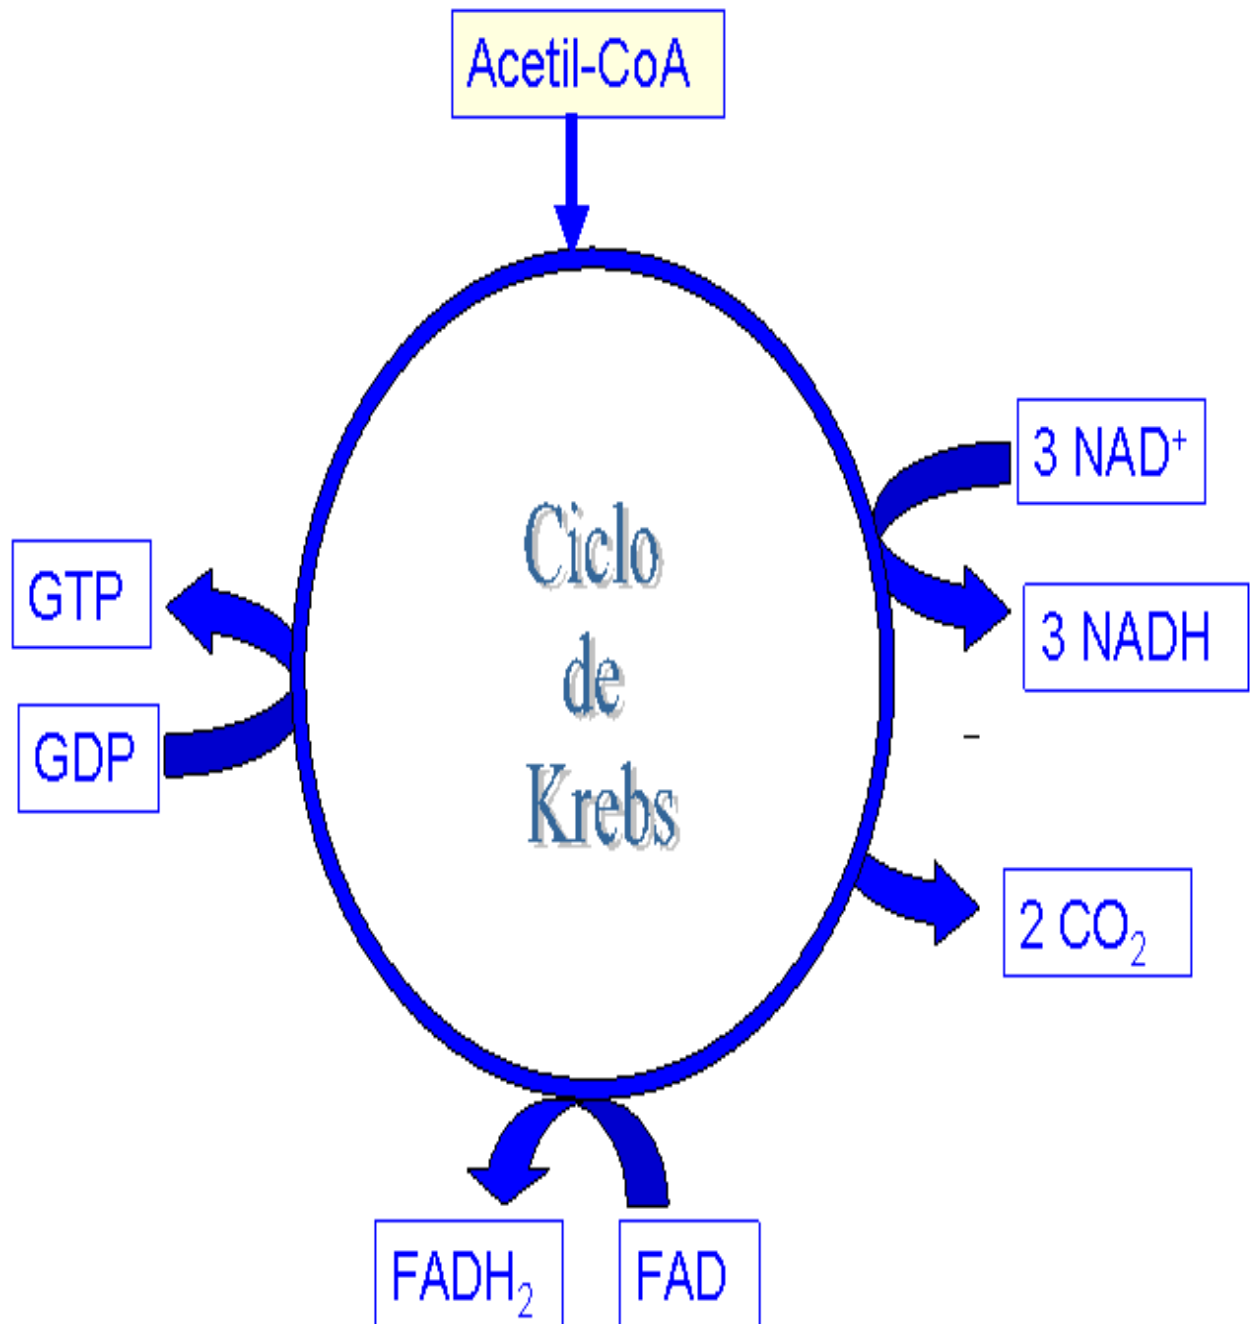 Acetil-CoA
3 NAD⁺
Ciclo
de
Krebs
GTP
3 NADH
GDP
2 CO₂
FADH₂
FAD